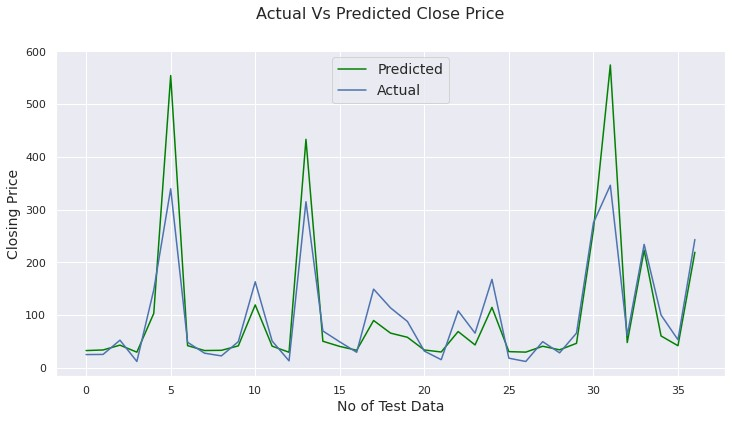 Actual Vs Predicted Close Price
600
500
400
300
200
100
0
Closing Price
Predicted
Actual
0 5 10 15 20 25 30 35
No of Test Data